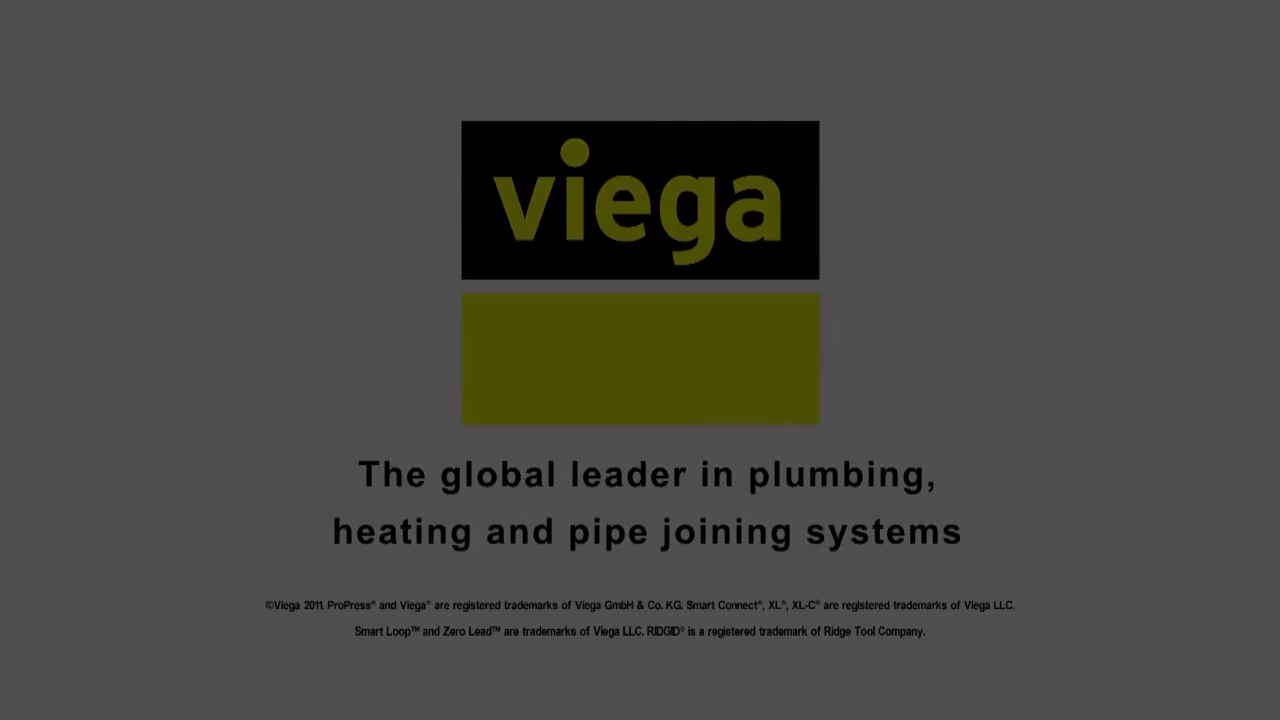 viega
The global leader in plumbing,
heating and pipe joining systems
©Viega 2011. ProPress® and Viega® are registered trademarks of Viega GmbH & Co. KG. Smart Connect®, XL®, XL-C® are registered trademarks of Viega LLC.
Smart Loop™ and Zero Lead™ are trademarks of Viega LLC. RIDGID® is a registered trademark of Ridge Tool Company.